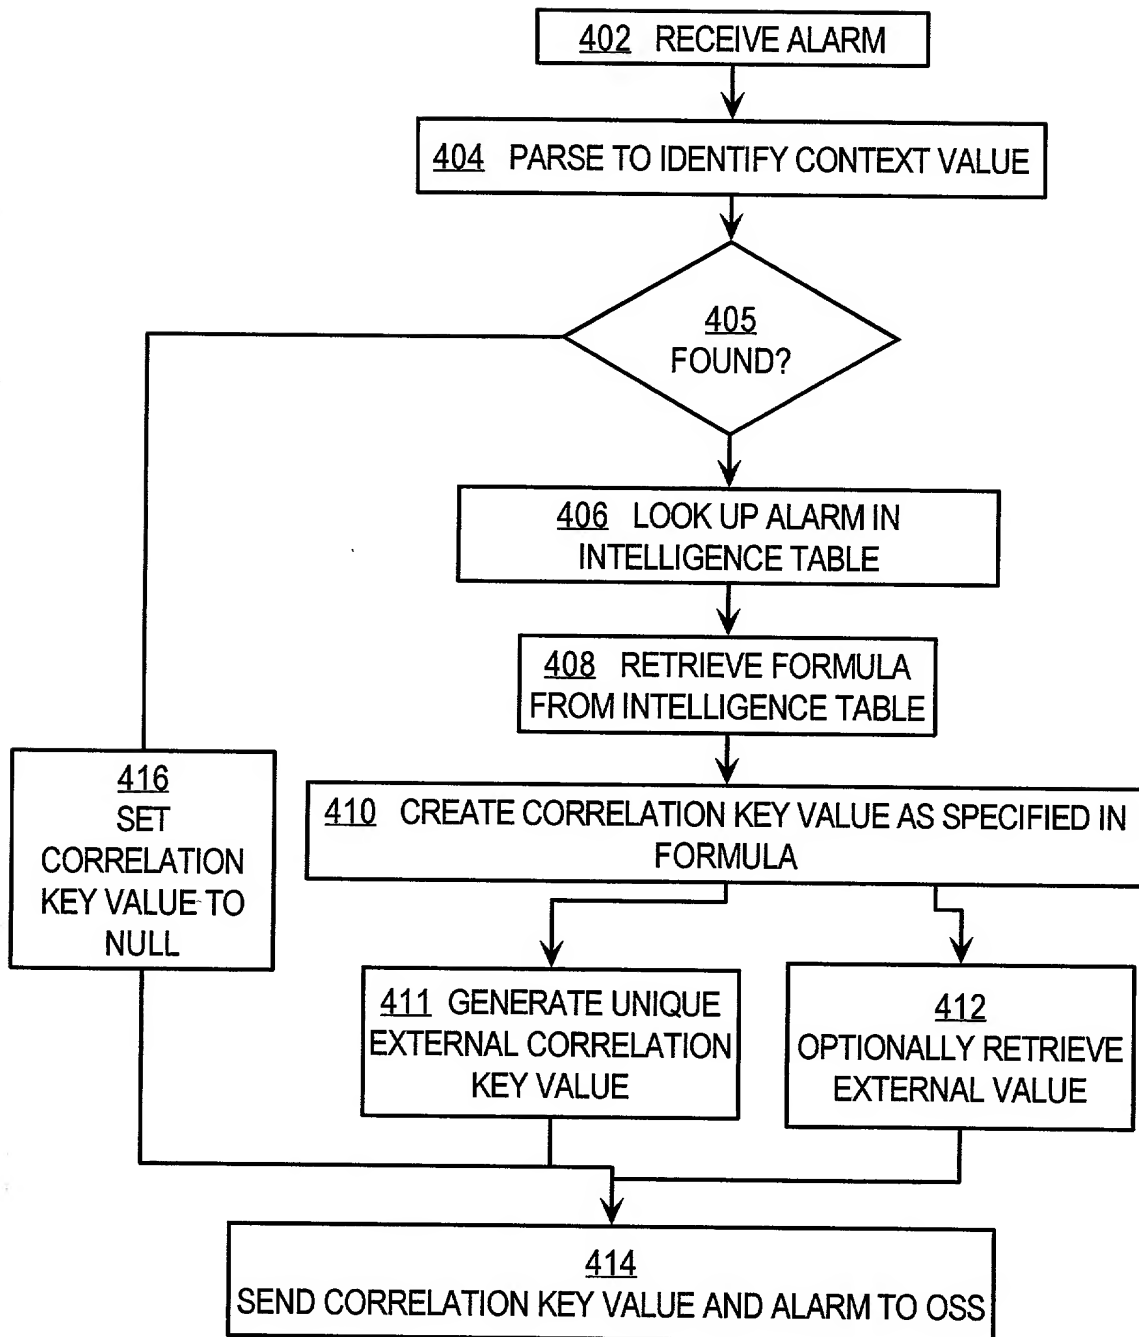 402 RECEIVE ALARM
404 PARSE TO IDENTIFY CONTEXT VALUE
405
FOUND?
406 LOOK UP ALARM IN
INTELLIGENCE TABLE
408 RETRIEVE FORMULA
FROM INTELLIGENCE TABLE
416
SET
CORRELATION
KEY VALUE TO
NULL
410 CREATE CORRELATION KEY VALUE AS SPECIFIED IN
FORMULA
411 GENERATE UNIQUE
EXTERNAL CORRELATION
KEY VALUE
412
OPTIONALLY RETRIEVE
EXTERNAL VALUE
414
SEND CORRELATION KEY VALUE AND ALARM TO OSS